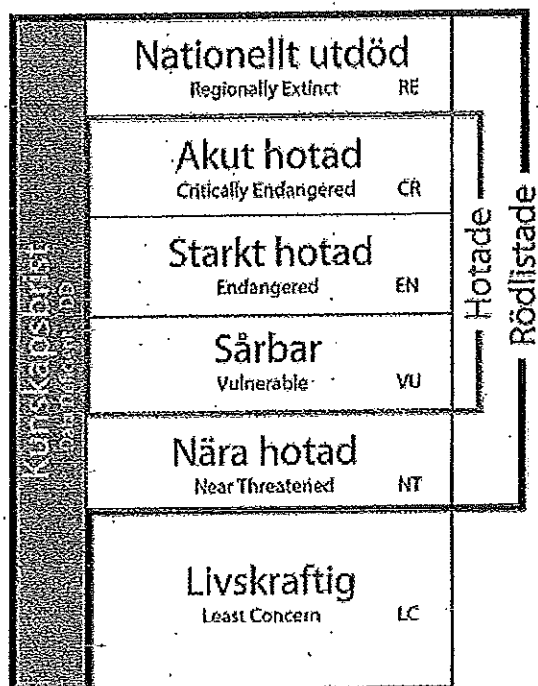 Nationellt utdöd
Regionally Extinct RE
Akut hotad
Critically Endangered CR
Starkt hotad
Endangered EN
Sårbar
Vulnerable VU
Nära hotad
Near Threatened NT
Livskraftig
Least Concern LC
Kunskapsbrist
Hotade
Rödlistade